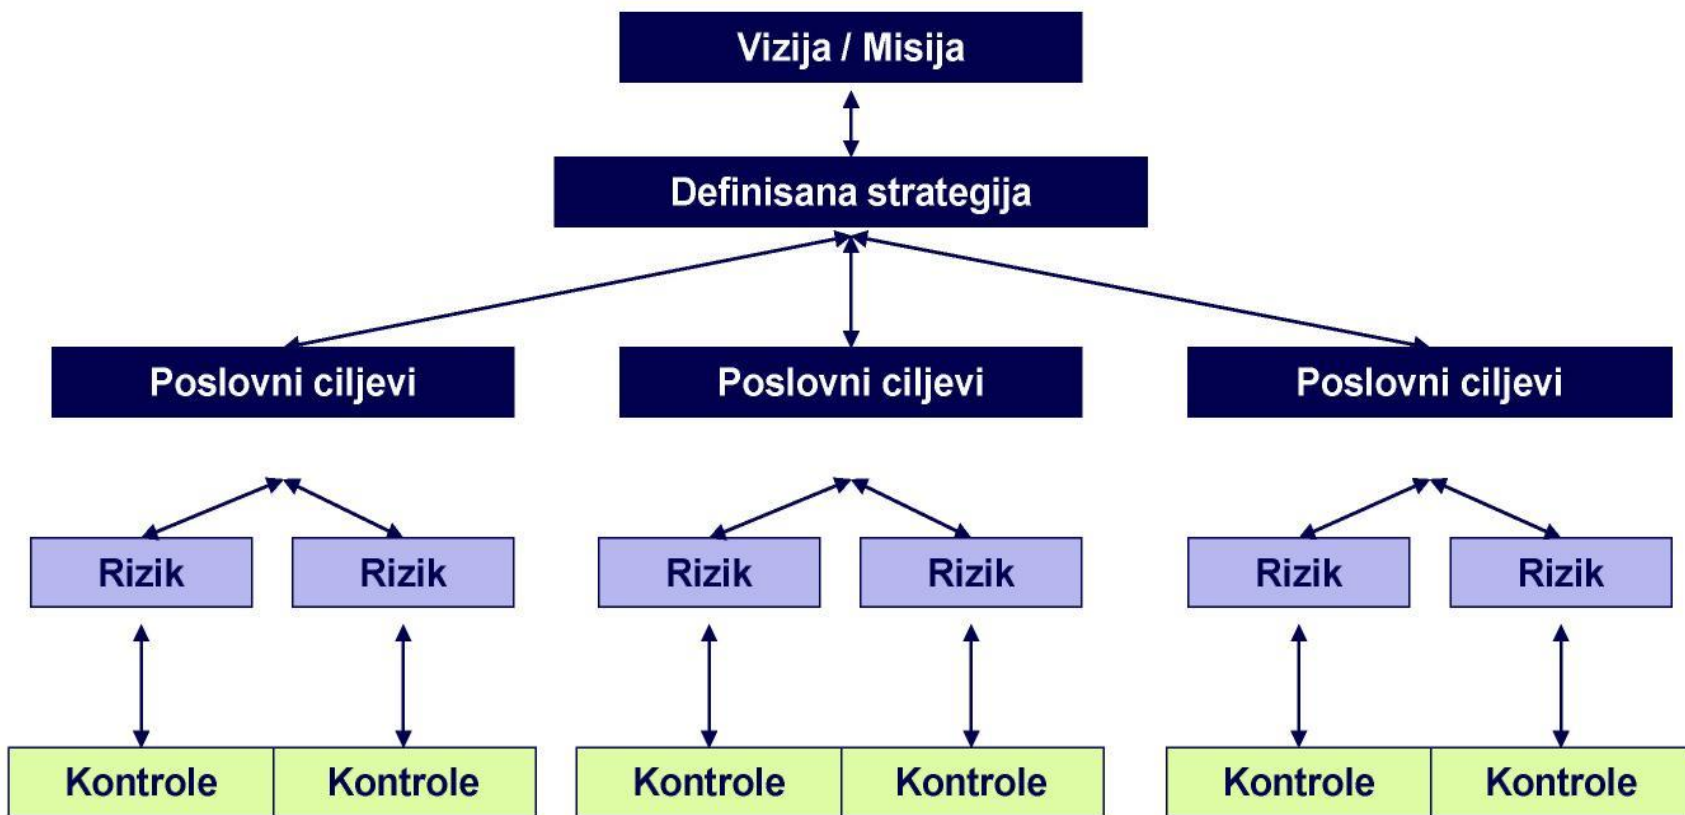 Vizija / Misija
Definisana strategija
Poslovni ciljevi
Poslovni ciljevi
Poslovni ciljevi
Rizik
Rizik
Rizik
Rizik
Rizik
Rizik
Kontrole
Kontrole
Kontrole
Kontrole
Kontrole
Kontrole